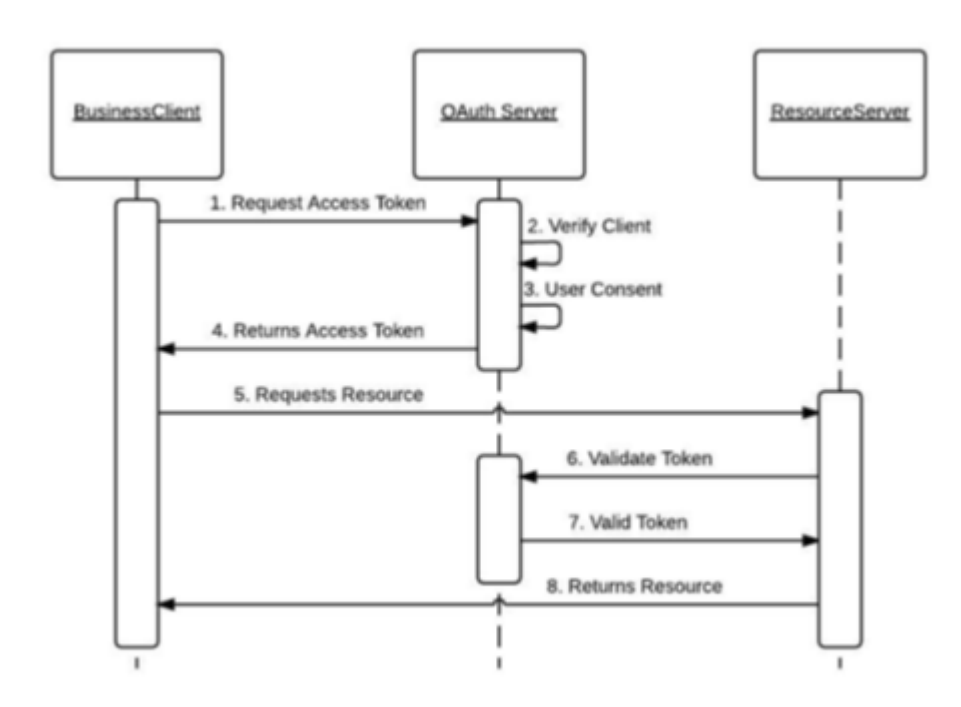 BusinessClient
OAuth Server
ResourceServer
1. Request Access Token
2. Verify Client
3. User Consent
4. Returns Access Token
5. Requests Resource
6. Validate Token
7. Valid Token
8. Returns Resource